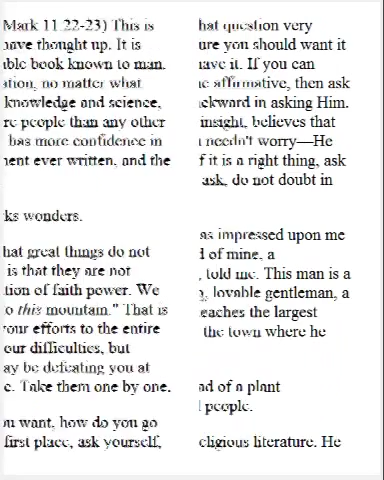 Mark 11 22-23) This is
have thought up. It is
ible book known to man.
ation, no matter what
knowledge and science,
re people than any other
has more confidence in
nent ever written, and the
ks wonders.
hat great things do not
is that they are not
tion of faith power. We
o this mountain." That is
your efforts to the entire
our difficulties, but
ay be defeating you at
e. Take them one by one.
ou want, how do you go
first place, ask yourself,
hat question very
ure you should want it
have it. If you can
e affirmative, then ask
ckward in asking Him.
insight, believes that
needn't worry—He
f it is a right thing, ask
ask, do not doubt in
as impressed upon me
l of mine, a
, told me. This man is a
, lovable gentleman, a
eaches the largest
the town where he
ad of a plant
people.
eligious literature. He